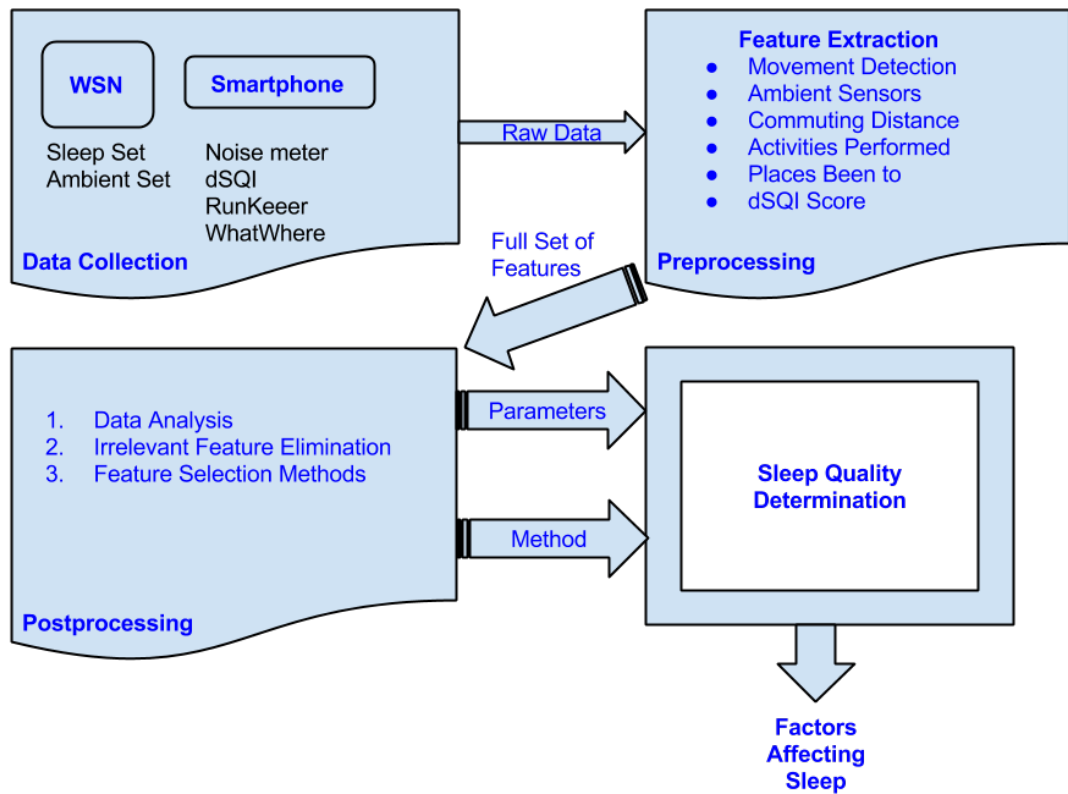 WSN
Smartphone
Sleep Set
Ambient Set
Noise meter
dSQI
RunKeeer
WhatWhere
Data Collection
Raw Data
Feature Extraction
● Movement Detection
● Ambient Sensors
● Commuting Distance
● Activities Performed
● Places Been to
● dSQI Score
Preprocessing
Full Set of
Features
1. Data Analysis
2. Irrelevant Feature Elimination
3. Feature Selection Methods
Postprocessing
Parameters
Method
Sleep Quality
Determination
Factors
Affecting
Sleep